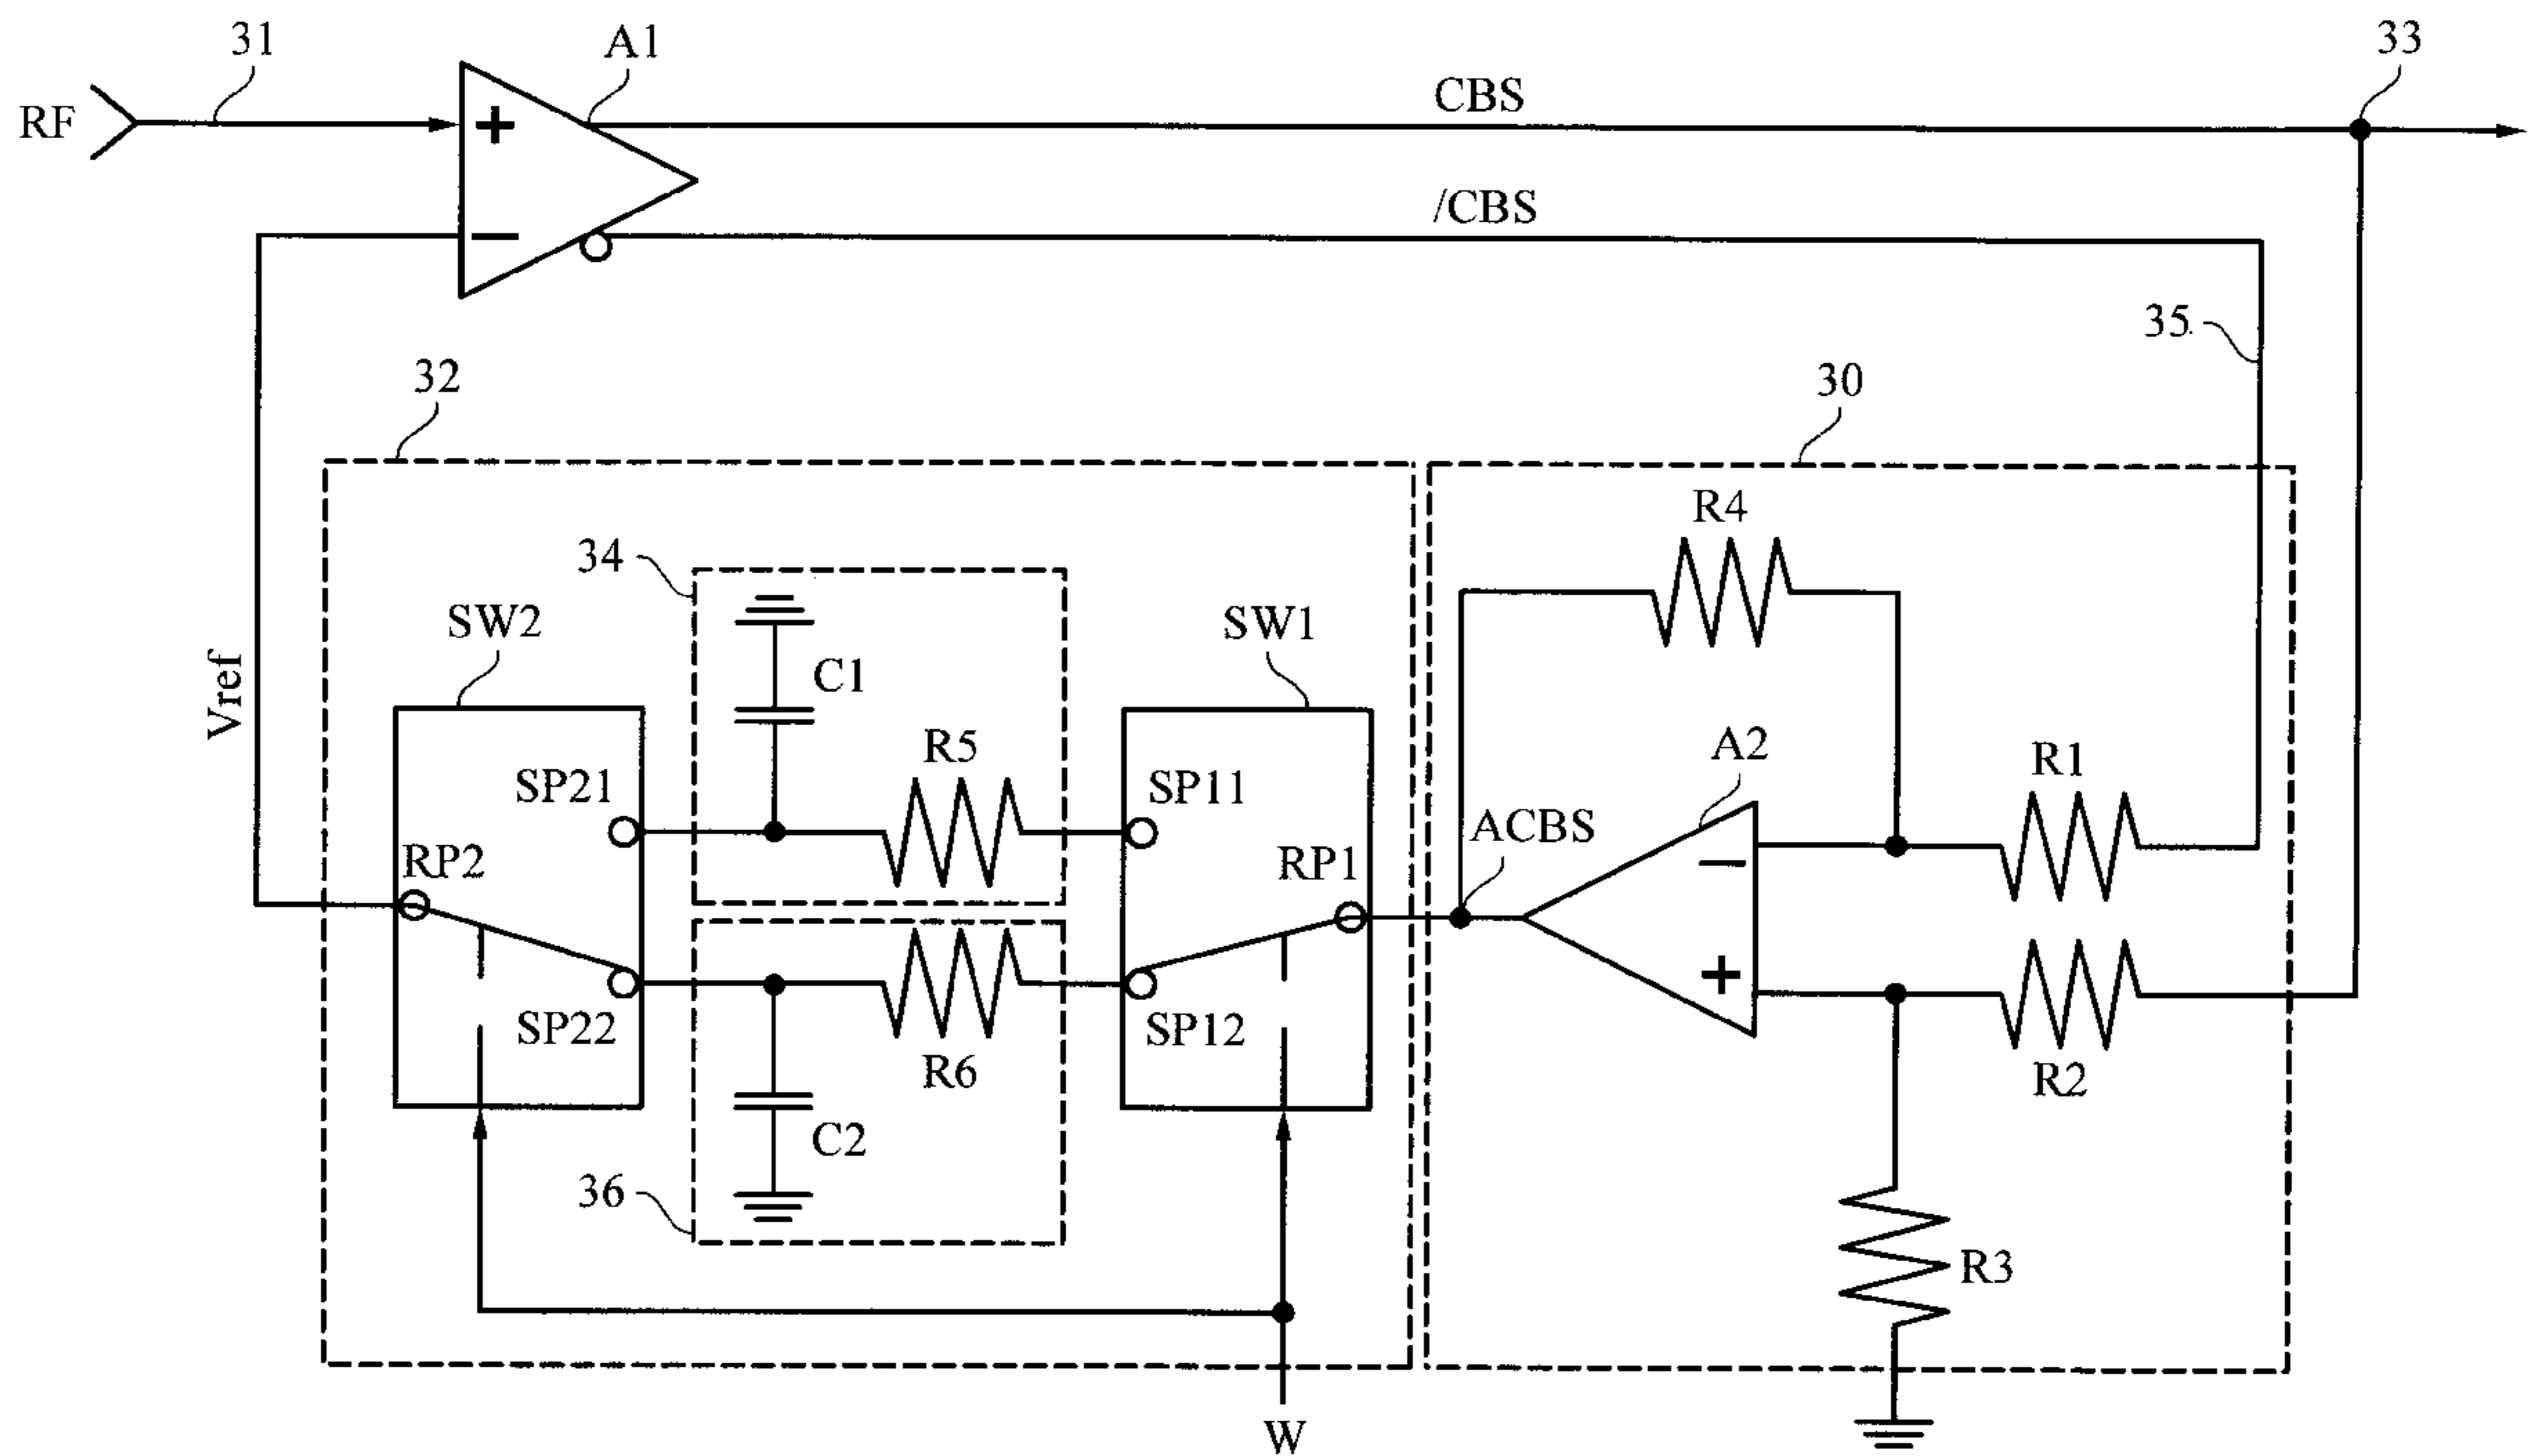 31
A1
33
RF
+
CBS
−
/CBS
35
32
30
34
R4
SW2
SW1
C1
Vref
R5
A2
R1
SP21
SP11
ACBS
RP2
RP1
−
+
SP22
SP12
R6
R2
C2
36
R3
W